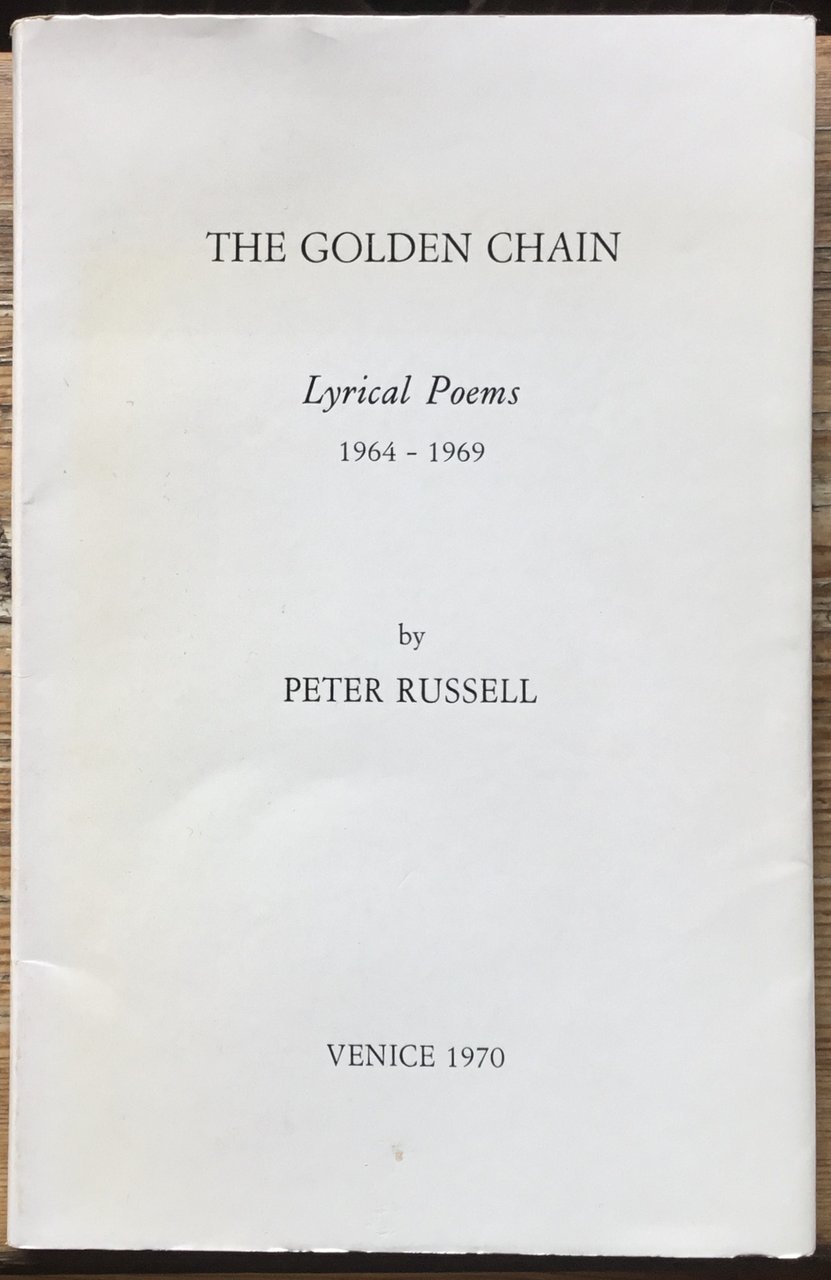 THE GOLDEN CHAIN
Lyrical Poems
1964 - 1969
by
PETER RUSSELL
VENICE 1970